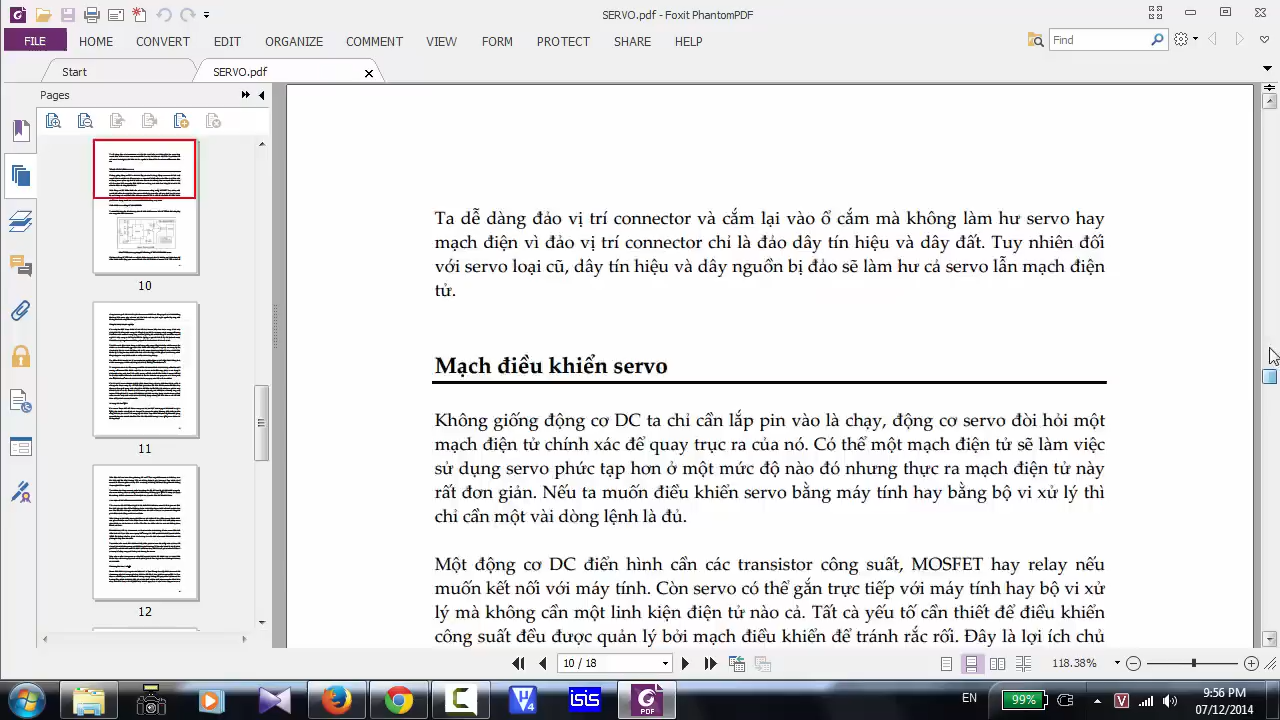 SERVO.pdf - Foxit PhantomPDF
FILE HOME CONVERT EDIT ORGANIZE COMMENT VIEW FORM PROTECT SHARE HELP
Find
Start
SERVO.pdf
Pages
10
11
12
Ta dễ dàng đảo vị trí connector và cắm lại vào ổ cắm mà không làm hư servo hay
mạch điện vì đảo vị trí connector chỉ là đảo dây tín hiệu và dây đất. Tuy nhiên đối
với servo loại cũ, dây tín hiệu và dây nguồn bị đảo sẽ làm hư cả servo lẫn mạch điện
tử.
Mạch điều khiển servo
Không giống động cơ DC ta chỉ cần lắp pin vào là chạy, động cơ servo đòi hỏi một
mạch điện tử chính xác để quay trục ra của nó. Có thể một mạch điện tử sẽ làm việc
sử dụng servo phức tạp hơn ở một mức độ nào đó nhưng thực ra mạch điện tử này
rất đơn giản. Nếu ta muốn điều khiển servo bằng máy tính hay bằng bộ vi xử lý thì
chỉ cần một vài dòng lệnh là đủ.
Một động cơ DC điển hình cần các transistor công suất, MOSFET hay relay nếu
muốn kết nối với máy tính. Còn servo có thể gắn trực tiếp với máy tính hay bộ vi xử
lý mà không cần một linh kiện điện tử nào cả. Tất cà yếu tố cần thiết để điều khiển
công suất đều được quản lý bởi mạch điều khiển để tránh rắc rối. Đây là lợi ích chủ
10 / 18
118.38%
isis
PDF
EN
99%
9:56 PM
07/12/2014